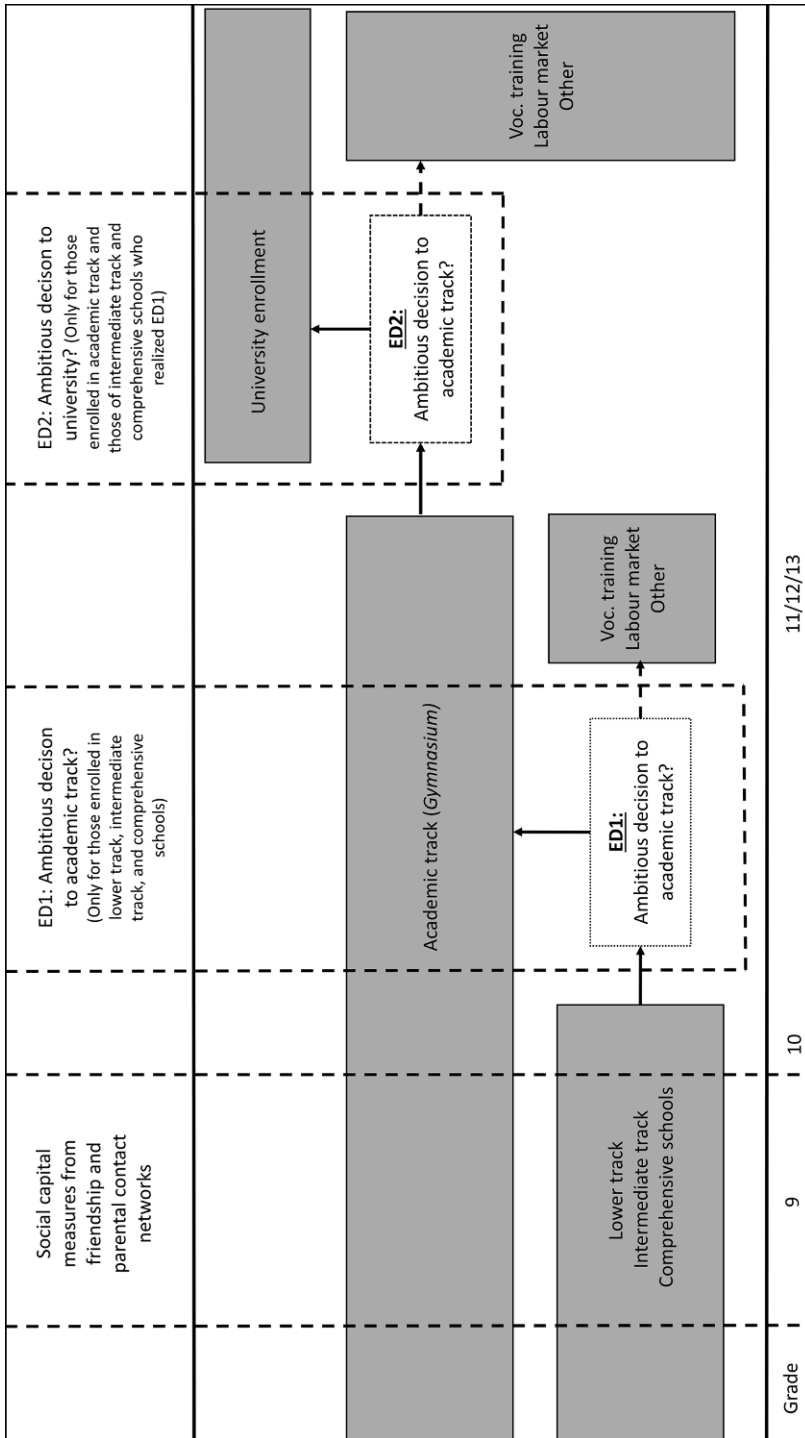 Social capital
measures from
friendship and
parental contact
networks
ED1: Ambitious decison
to academic track?
(Only for those enrolled in
lower track, intermediate
track, and comprehensive
schools)
ED2: Ambitious decison to
university? (Only for those
enrolled in academic track and
those of intermediate track and
comprehensive schools who
realized ED1)
University enrollment
Academic track (Gymnasium)
ED2:
Ambitious decision to
academic track?
Voc. training
Labour market
Other
Lower track
Intermediate track
Comprehensive schools
ED1:
Ambitious decision to
academic track?
Voc. training
Labour market
Other
Grade
9
10
11/12/13